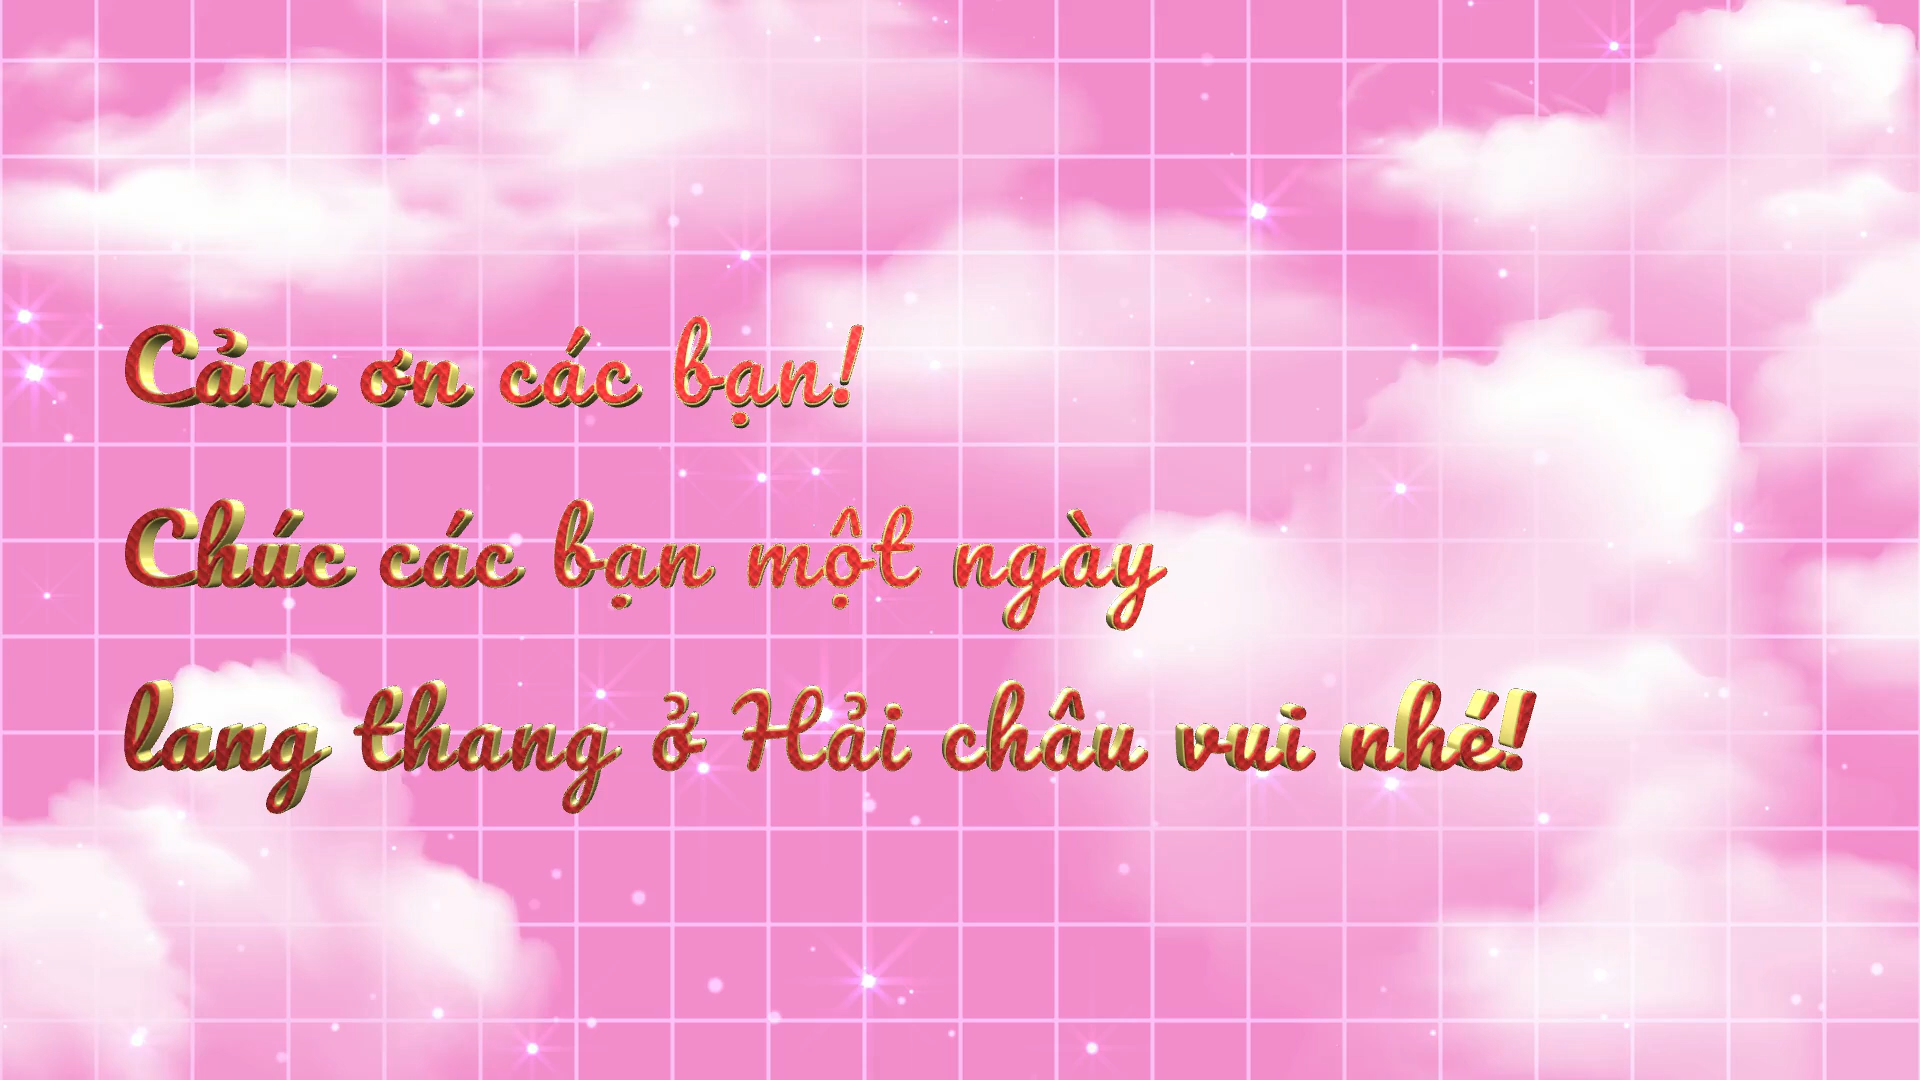 Cảm ơn các bạn!
Chúc các bạn một ngày
lang thang ở Hải châu vui nhé!